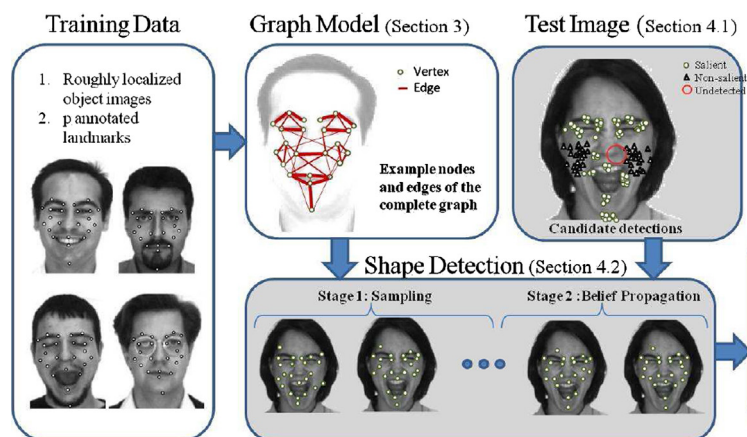 Training Data
1. Roughly localized
object images
2. p annotated
landmarks
Graph Model (Section 3)
Vertex
Edge
Example nodes
and edges of the
complete graph
Test Image (Section 4.1)
Salient
Non-salient
Undetected
Candidate detections
Shape Detection (Section 4.2)
Stage 1: Sampling
Stage 2 :Belief Propagation